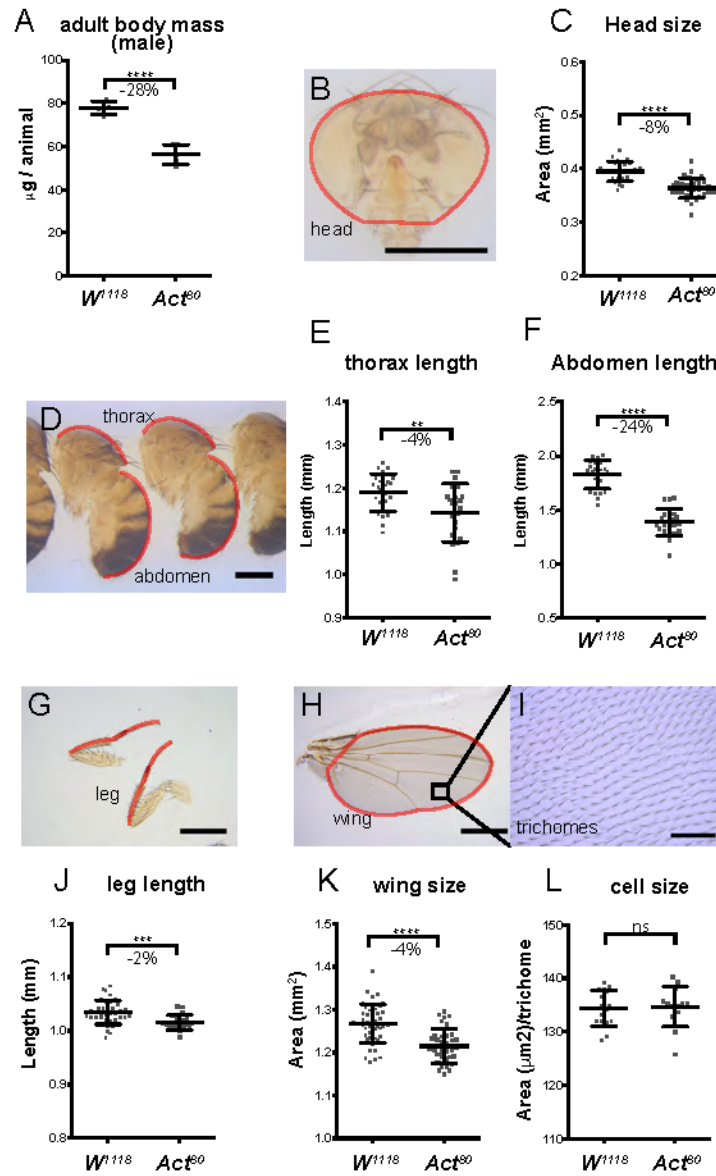 A
adult body mass
(male)
100
80
60
40
20
0
µg / animal
****
-28%
W1118
Act80
B
head
C
Head size
0.6
0.5
0.4
0.3
0.2
Area (mm2)
****
-8%
W1118
Act80
D
thorax
abdomen
E
thorax length
1.4
1.3
1.2
1.1
1.0
0.9
Length (mm)
**
-4%
W1118
Act80
F
Abdomen length
2.5
2.0
1.5
1.0
0.5
Length (mm)
****
-24%
W1118
Act80
G
leg
H
wing
I
trichomes
J
leg length
1.2
1.1
1.0
0.9
0.8
Length (mm)
***
-2%
W1118
Act80
K
wing size
1.5
1.4
1.3
1.2
1.1
1.0
Area (mm2)
****
-4%
W1118
Act80
L
cell size
150
140
130
120
110
Area (µm2)/trichome
ns
W1118
Act80